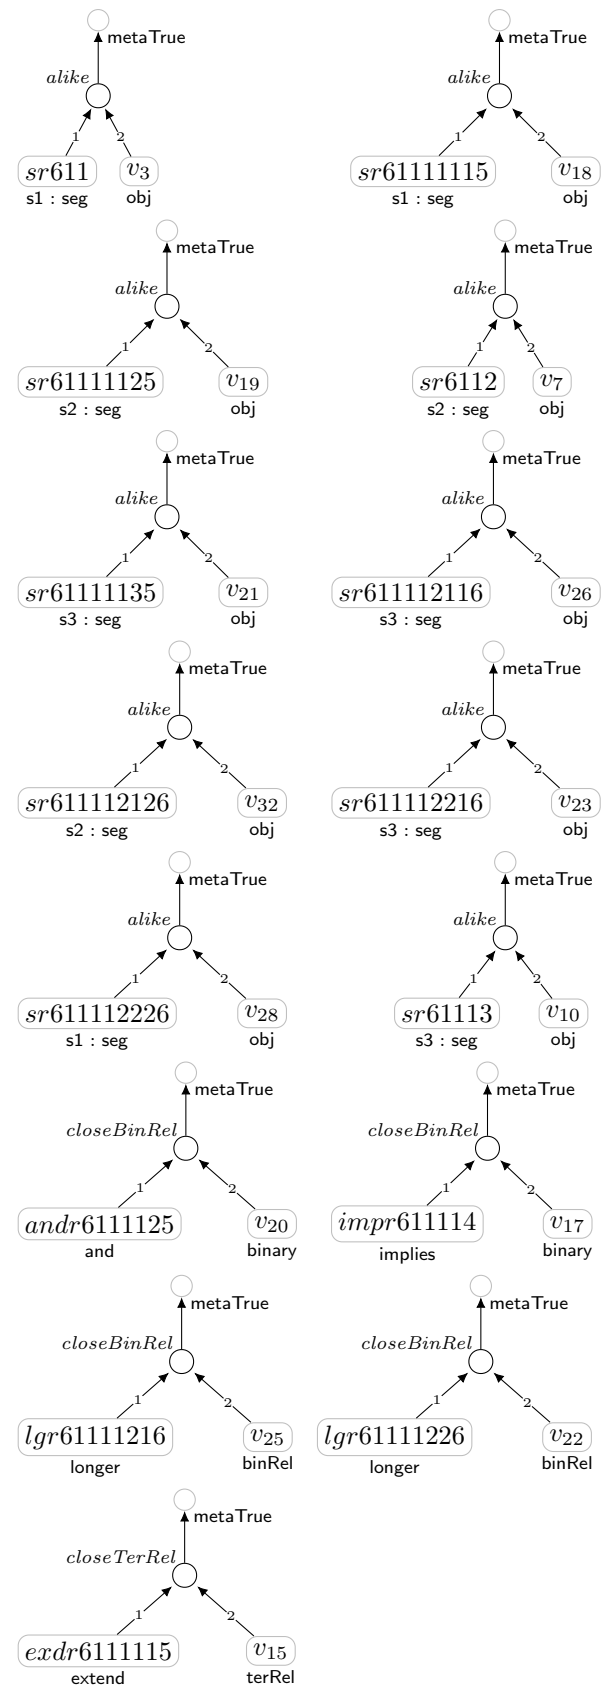 metaTrue metaTrue
alike alike
1 2 1 2
sr611 v3 sr61111115 v18
s1 : seg obj s1 : seg obj
metaTrue metaTrue
alike alike
1 2 1 2
sr61111125 v19 sr6112 v7
s2 : seg obj s2 : seg obj
metaTrue metaTrue
alike alike
1 2 1 2
sr61111135 v21 sr611112116 v26
s3 : seg obj s3 : seg obj
metaTrue metaTrue
alike alike
1 2 1 2
sr611112126 v32 sr611112216 v23
s2 : seg obj s3 : seg obj
metaTrue metaTrue
alike alike
1 2 1 2
sr611112226 v28 sr61113 v10
s1 : seg obj s3 : seg obj
metaTrue metaTrue
closeBinRel closeBinRel
1 2 1 2
andr6111125 v20 impr611114 v17
and binary implies binary
metaTrue metaTrue
closeBinRel closeBinRel
1 2 1 2
lgr61111216 v25 lgr61111226 v22
longer binRel longer binRel
metaTrue
closeTerRel
1 2
exdr6111115 v15
extend terRel